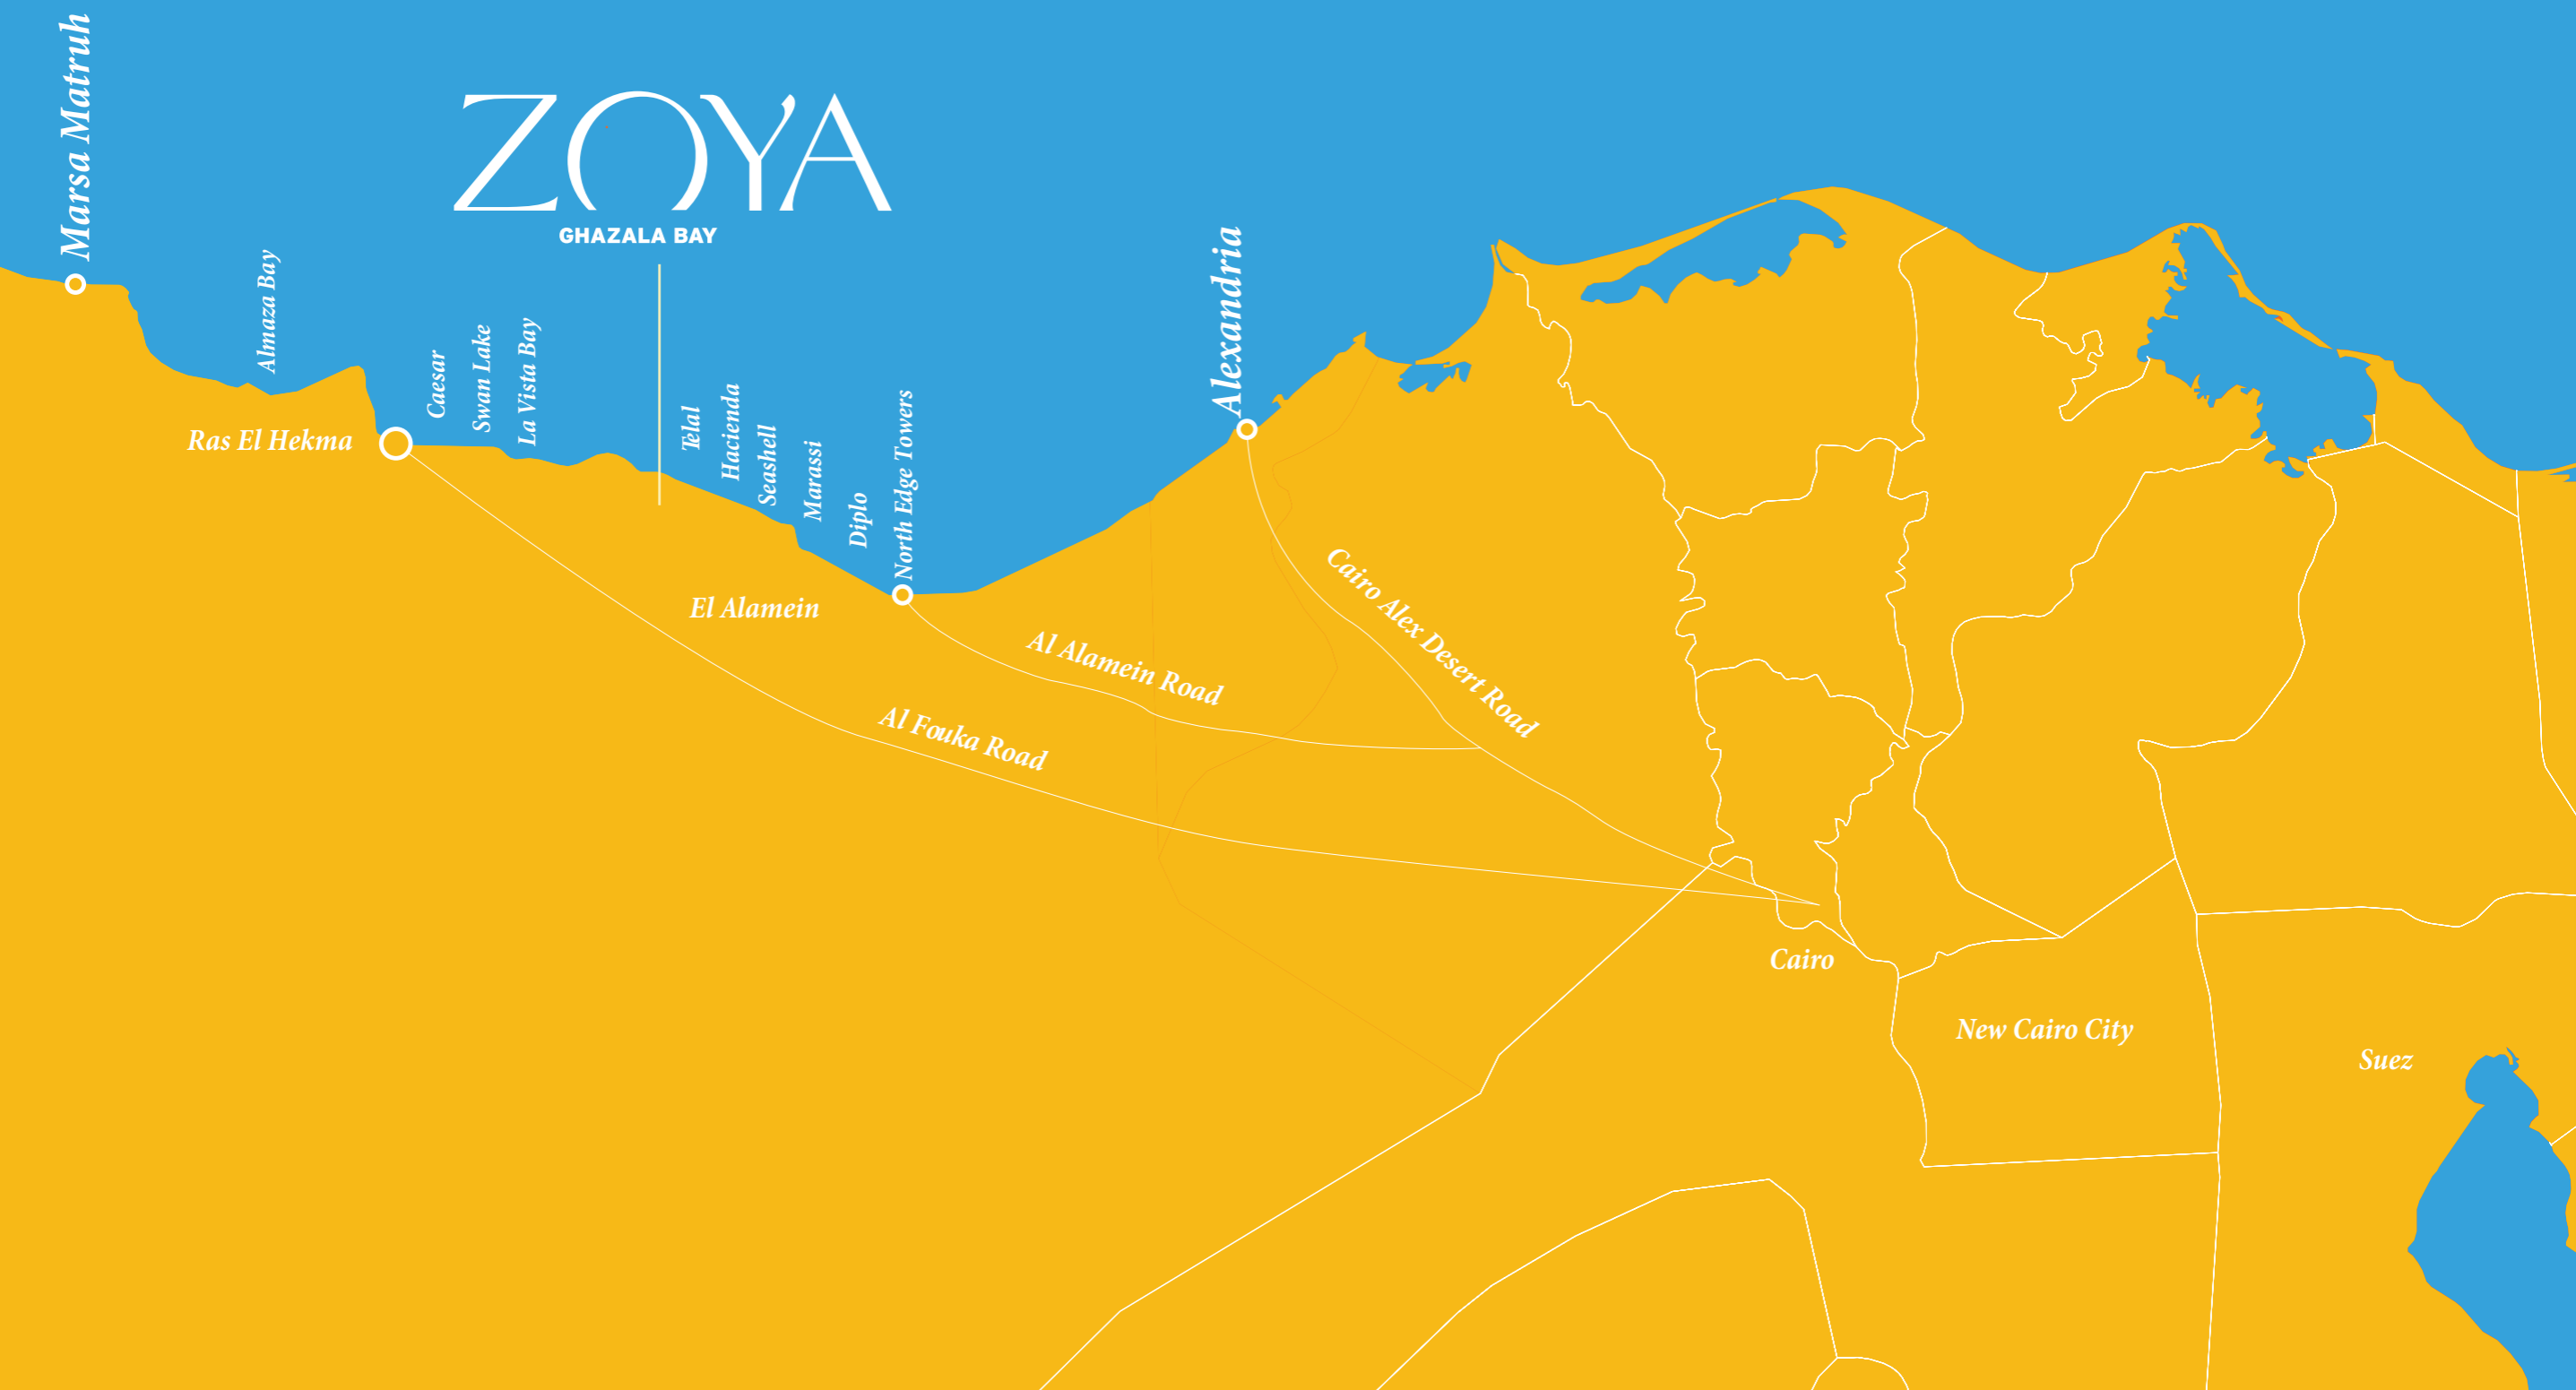 Marsa Matruh
ZOYA
GHAZALA BAY
Almaza Bay
Ras El Hekma
Caesar
Swan Lake
La Vista Bay
Telal
Hacienda
Seashell
Marassi
Diplo
North Edge Towers
Alexandria
El Alamein
Al Alamein Road
Al Fouka Road
Cairo Alex Desert Road
Cairo
New Cairo City
Suez